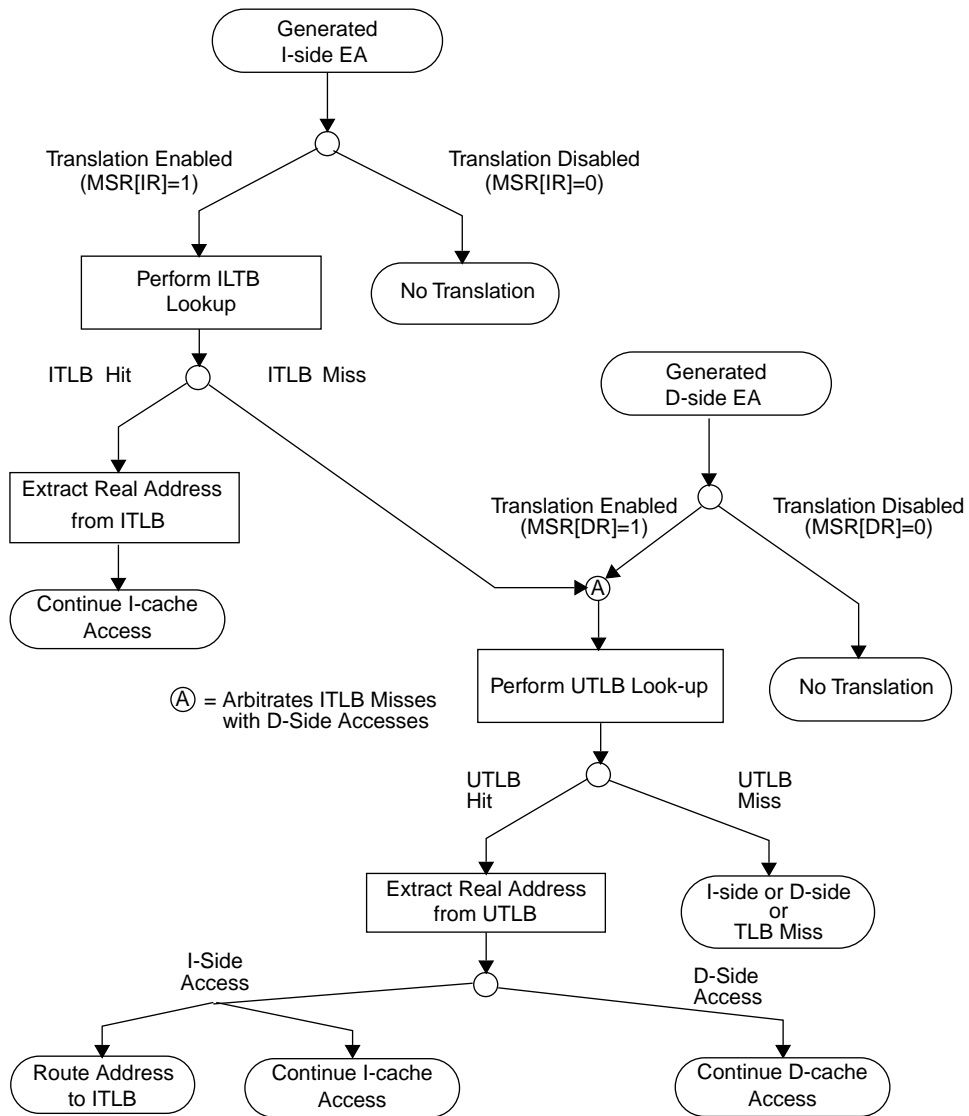 Generated
I-side EA
Translation Enabled
(MSR[IR]=1)
Translation Disabled
(MSR[IR]=0)
Perform ILTB
Lookup
No Translation
ITLB Hit
ITLB Miss
Generated
D-side EA
Extract Real Address
from ITLB
Translation Enabled
(MSR[DR]=1)
Translation Disabled
(MSR[DR]=0)
Continue I-cache
Access
A
Perform UTLB Look-up
No Translation
A = Arbitrates ITLB Misses
with D-Side Accesses
UTLB
Hit
UTLB
Miss
Extract Real Address
from UTLB
I-side or D-side
or
TLB Miss
I-Side
Access
D-Side
Access
Route Address
to ITLB
Continue I-cache
Access
Continue D-cache
Access